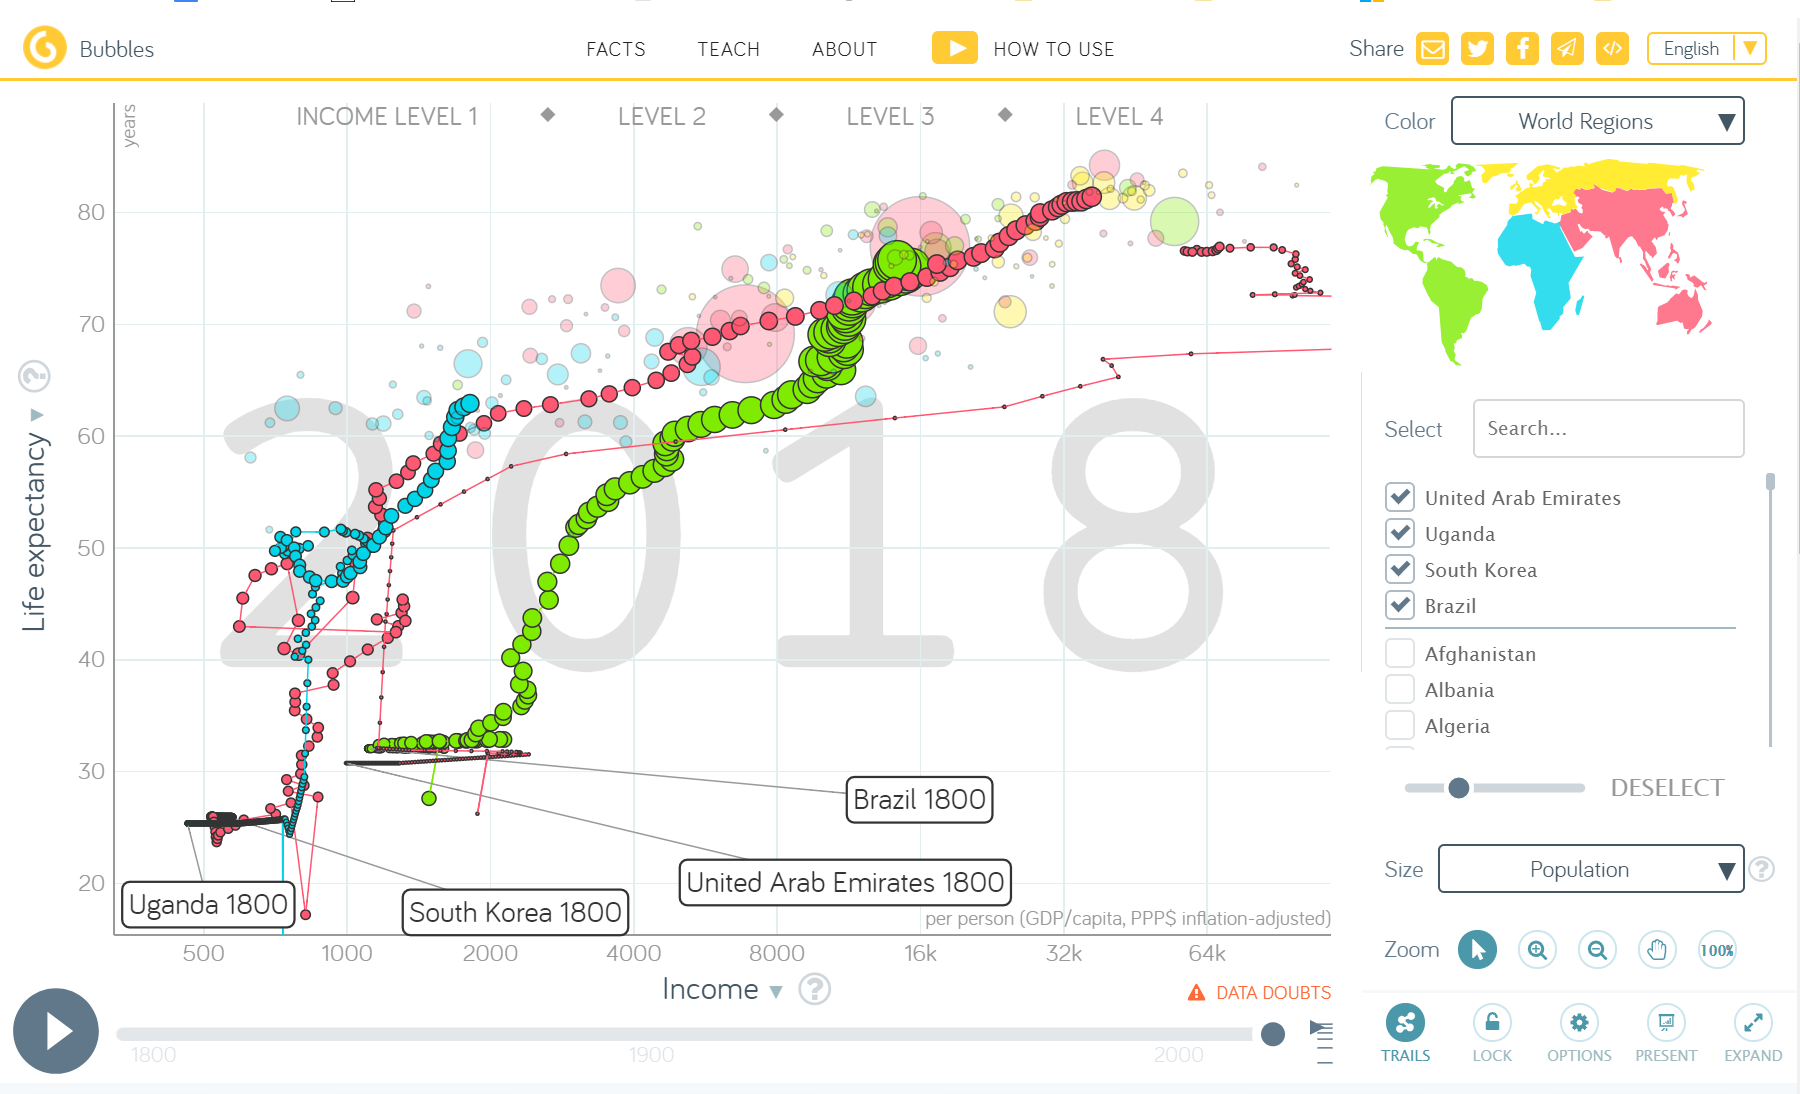 Bubbles
FACTS TEACH ABOUT HOW TO USE
Share
English
years
INCOME LEVEL 1 LEVEL 2 LEVEL 3 LEVEL 4
Color
World Regions
80
70
60
50
40
30
20
Life expectancy
2018
Select
Search...
United Arab Emirates
Uganda
South Korea
Brazil
Afghanistan
Albania
Algeria
DESELECT
Brazil 1800
United Arab Emirates 1800
Uganda 1800
South Korea 1800
per person (GDP/capita, PPP$ inflation-adjusted)
500 1000 2000 4000 8000 16k 32k 64k
Income ?
DATA DOUBTS
1800 1900 2000
Size
Population
?
Zoom
100%
TRAILS LOCK OPTIONS PRESENT EXPAND